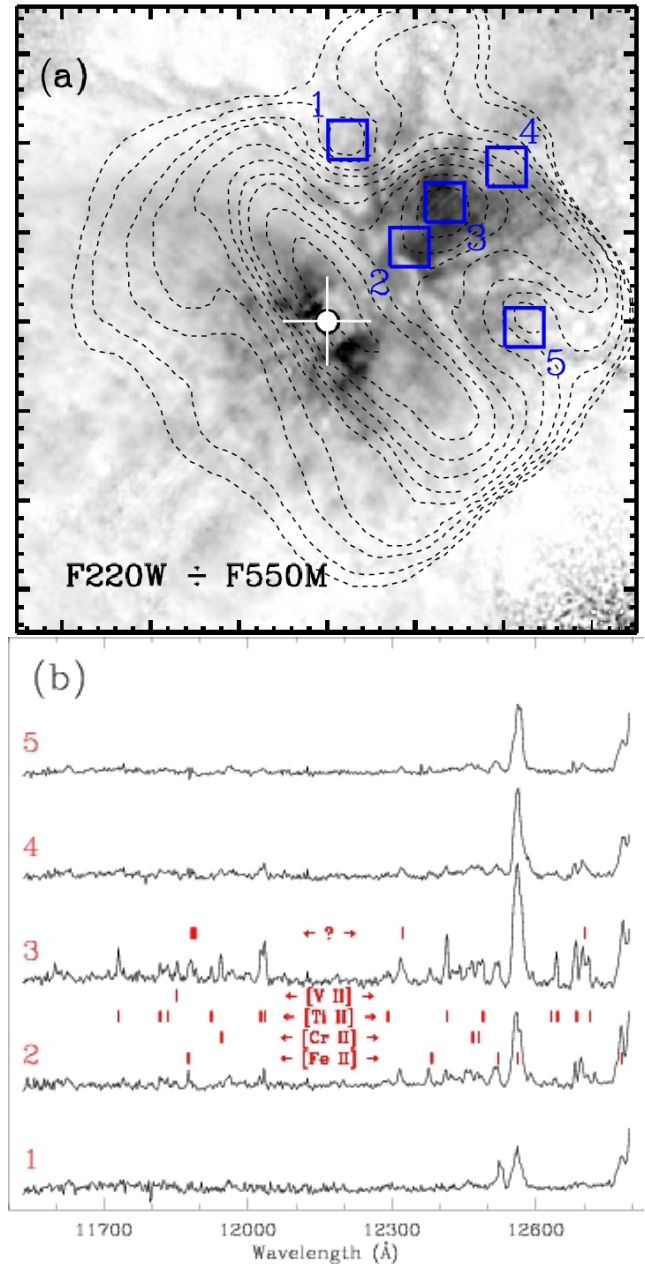 (a)
1
4
3
2
5
F220W ÷ F550M
(b)
5
4
3
← ? →
← [V II] →
← [Ti II] →
← [Cr II] →
← [Fe II] →
2
1
11700 12000 12300 12600
Wavelength (Å)